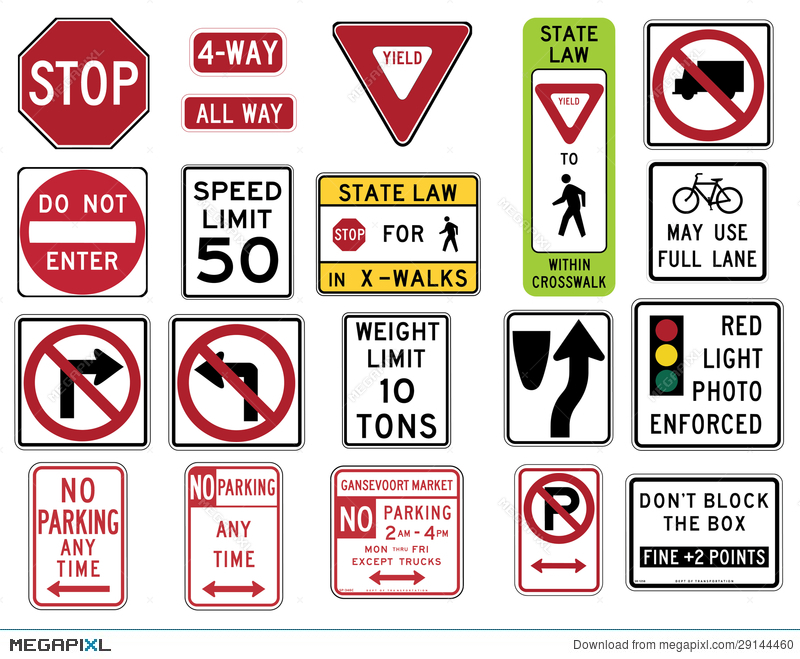 STOP
4-WAY
ALL WAY
YIELD
STATE
LAW
YIELD
TO
WITHIN
CROSSWALK
DO NOT
ENTER
SPEED
LIMIT
50
STATE LAW
STOP FOR
IN X-WALKS
MAY USE
FULL LANE
WEIGHT
LIMIT
10
TONS
RED
LIGHT
PHOTO
ENFORCED
NO
PARKING
ANY
TIME
NO PARKING
ANY
TIME
GANSEVOORT MARKET
NO PARKING
2AM - 4PM
MON THRU FRI
EXCEPT TRUCKS
P
DON'T BLOCK
THE BOX
FINE +2 POINTS
DEPT OF TRANSPORTATION
MEGAPIXL
Download from megapixl.com/29144460